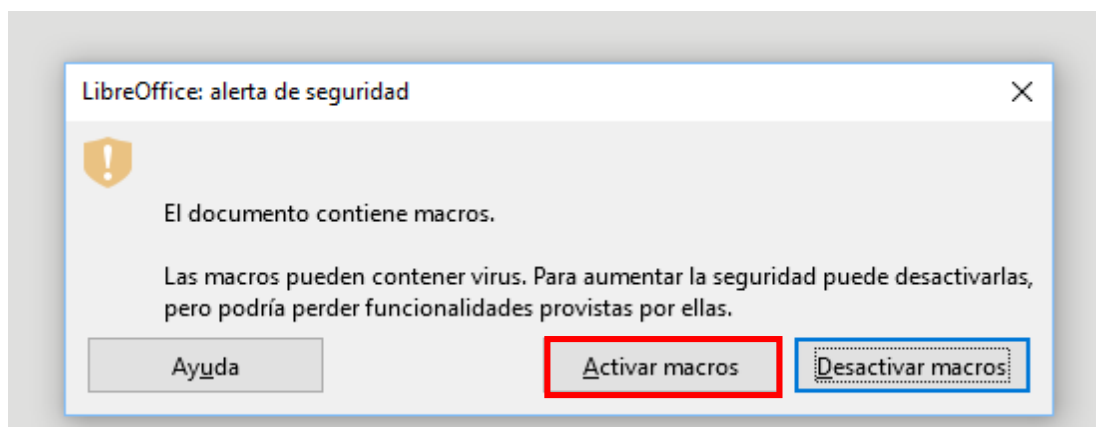 LibreOffice: alerta de seguridad
El documento contiene macros.
Las macros pueden contener virus. Para aumentar la seguridad puede desactivarlas,
pero podría perder funcionalidades provistas por ellas.
Ayuda
Activar macros
Desactivar macros